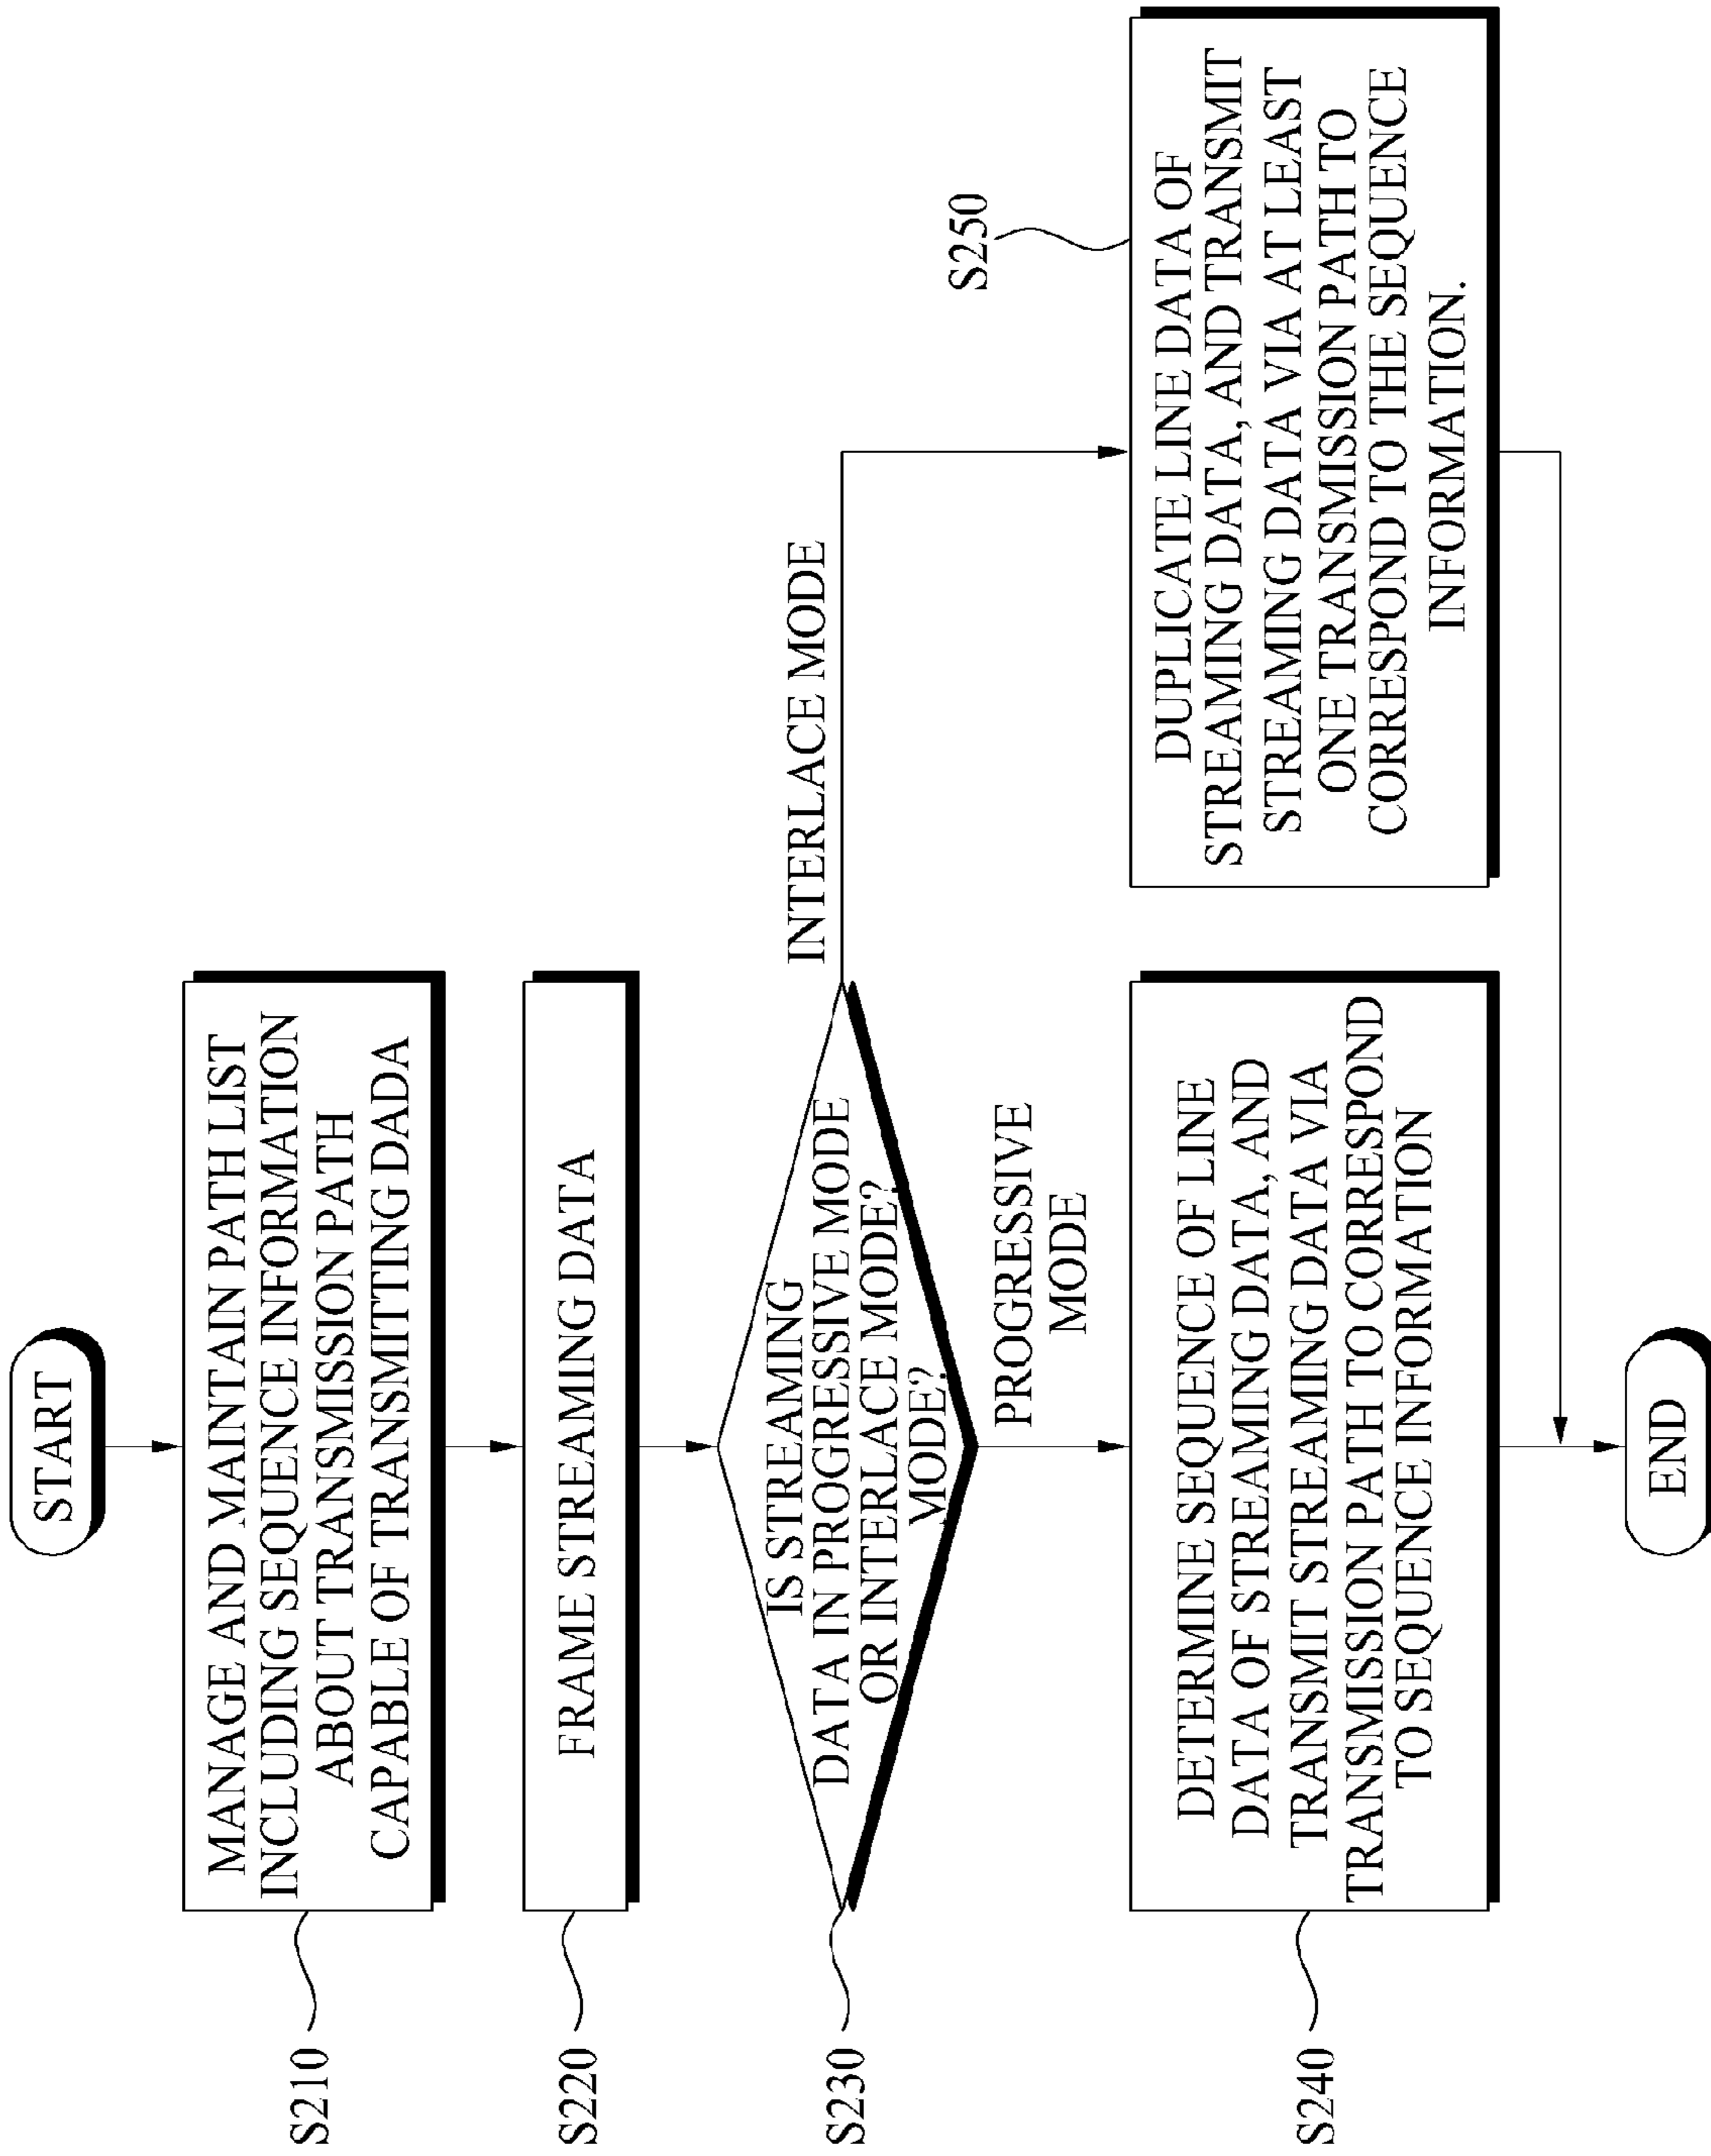 START
MANAGE AND MAINTAIN PATH LIST
INCLUDING SEQUENCE INFORMATION
ABOUT TRANSMISSION PATH
CAPABLE OF TRANSMITTING DADA
S210
FRAME STREAMING DATA
S220
IS STREAMING
DATA IN PROGRESSIVE MODE
OR INTERLACE MODE?
MODE?
S230
INTERLACE MODE
PROGRESSIVE
MODE
DETERMINE SEQUENCE OF LINE
DATA OF STREAMING DATA, AND
TRANSMIT STREAMING DATA VIA
TRANSMISSION PATH TO CORRESPOND
TO SEQUENCE INFORMATION
S240
S250
DUPLICATE LINE DATA OF
STREAMING DATA, AND TRANSMIT
STREAMING DATA VIA AT LEAST
ONE TRANSMISSION PATH TO
CORRESPOND TO THE SEQUENCE
INFORMATION.
END